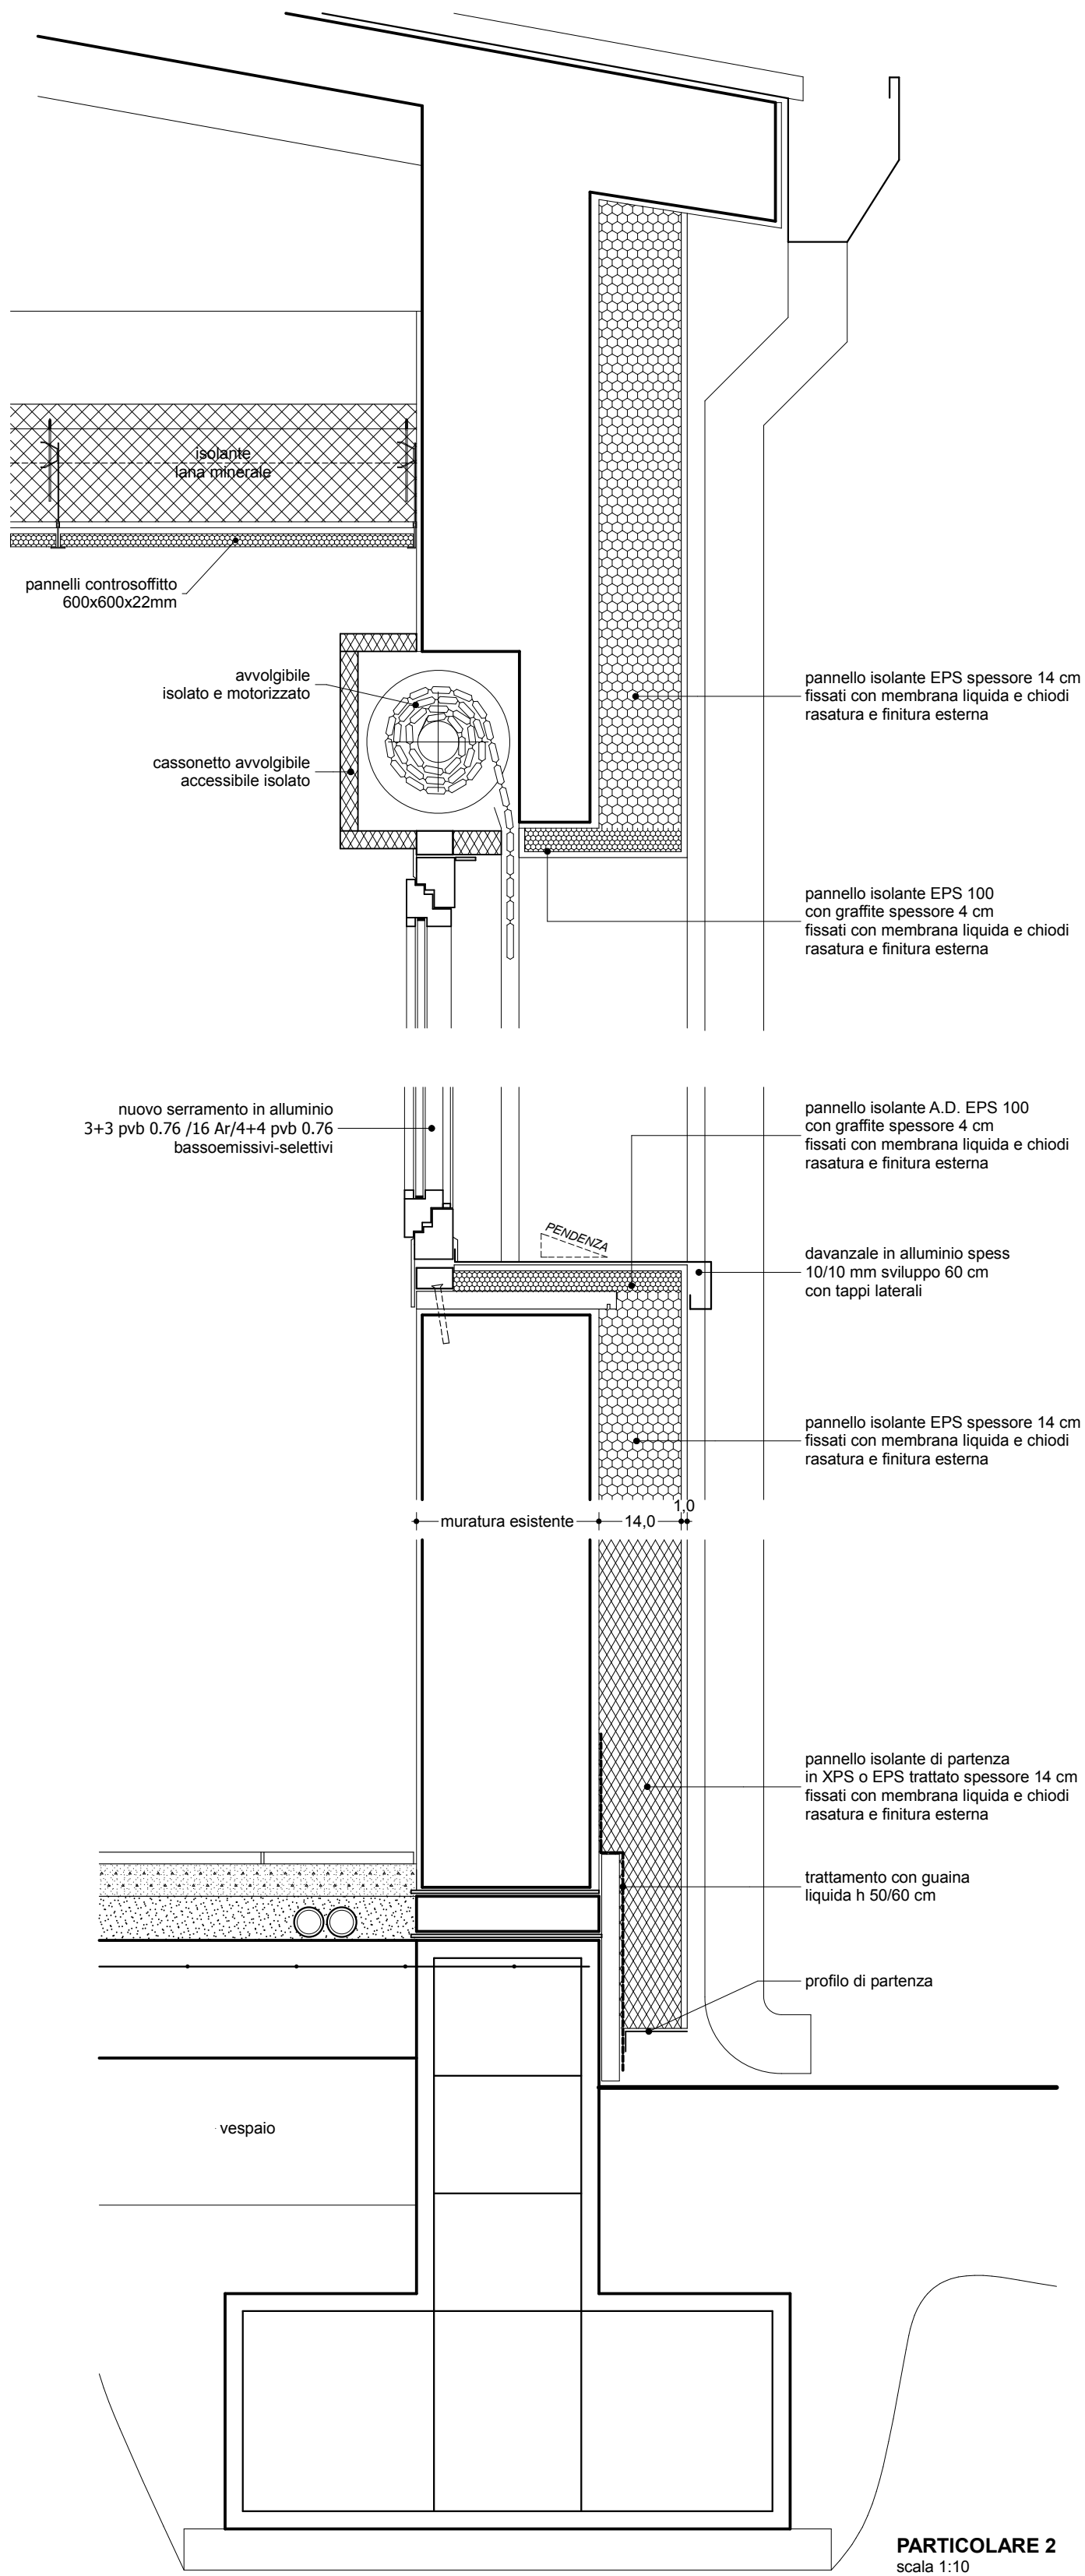 isolante
lana minerale
pannelli controsoffitto
600x600x22mm
avvolgibile
isolato e motorizzato
cassonetto avvolgibile
accessibile isolato
pannello isolante EPS spessore 14 cm
fissati con membrana liquida e chiodi
rasatura e finitura esterna
pannello isolante EPS 100
con graffite spessore 4 cm
fissati con membrana liquida e chiodi
rasatura e finitura esterna
nuovo serramento in alluminio
3+3 pvb 0.76 /16 Ar/4+4 pvb 0.76
bassoemissivi-selettivi
pannello isolante A.D. EPS 100
con graffite spessore 4 cm
fissati con membrana liquida e chiodi
rasatura e finitura esterna
PENDENZA
davanzale in alluminio spess
10/10 mm sviluppo 60 cm
con tappi laterali
pannello isolante EPS spessore 14 cm
fissati con membrana liquida e chiodi
rasatura e finitura esterna
muratura esistente
14,0
1,0
pannello isolante di partenza
in XPS o EPS trattato spessore 14 cm
fissati con membrana liquida e chiodi
rasatura e finitura esterna
trattamento con guaina
liquida h 50/60 cm
profilo di partenza
vespaio
PARTICOLARE 2
scala 1:10